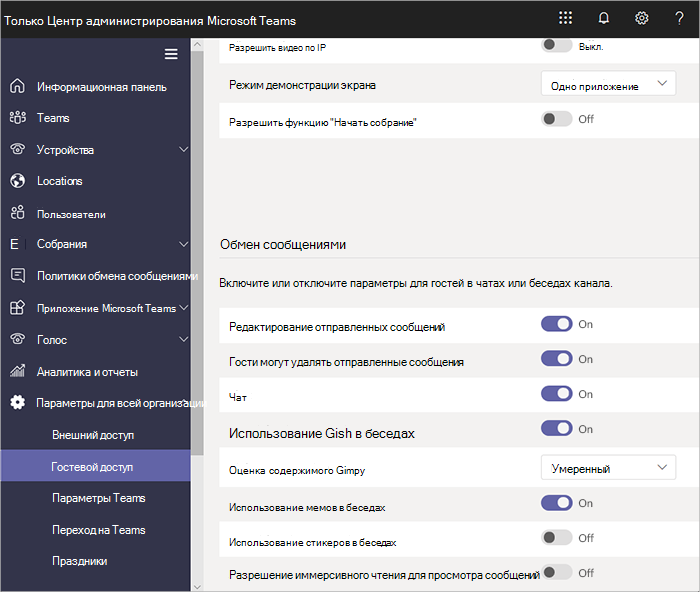 Только Центр администрирования Microsoft Teams
?
Информационная панель
Teams
Устройства
Locations
Пользователи
E Собрания
Политики обмена сообщениями
Приложение Microsoft Teams
Голос
Аналитика и отчеты
Параметры для всей организации
Внешний доступ
Гостевой доступ
Параметры Teams
Переход на Teams
Праздники
Разрешить видео по IP Выкл.
Режим демонстрации экрана Одно приложение
Разрешить функцию "Начать собрание" Off
Обмен сообщениями
Включите или отключите параметры для гостей в чатах или беседах канала.
Редактирование отправленных сообщений On
Гости могут удалять отправленные сообщения On
Чат On
Использование Gish в беседах On
Оценка содержимого Gimpy Умеренный
Использование мемов в беседах On
Использование стикеров в беседах Off
Разрешение иммерсивного чтения для просмотра сообщений Off